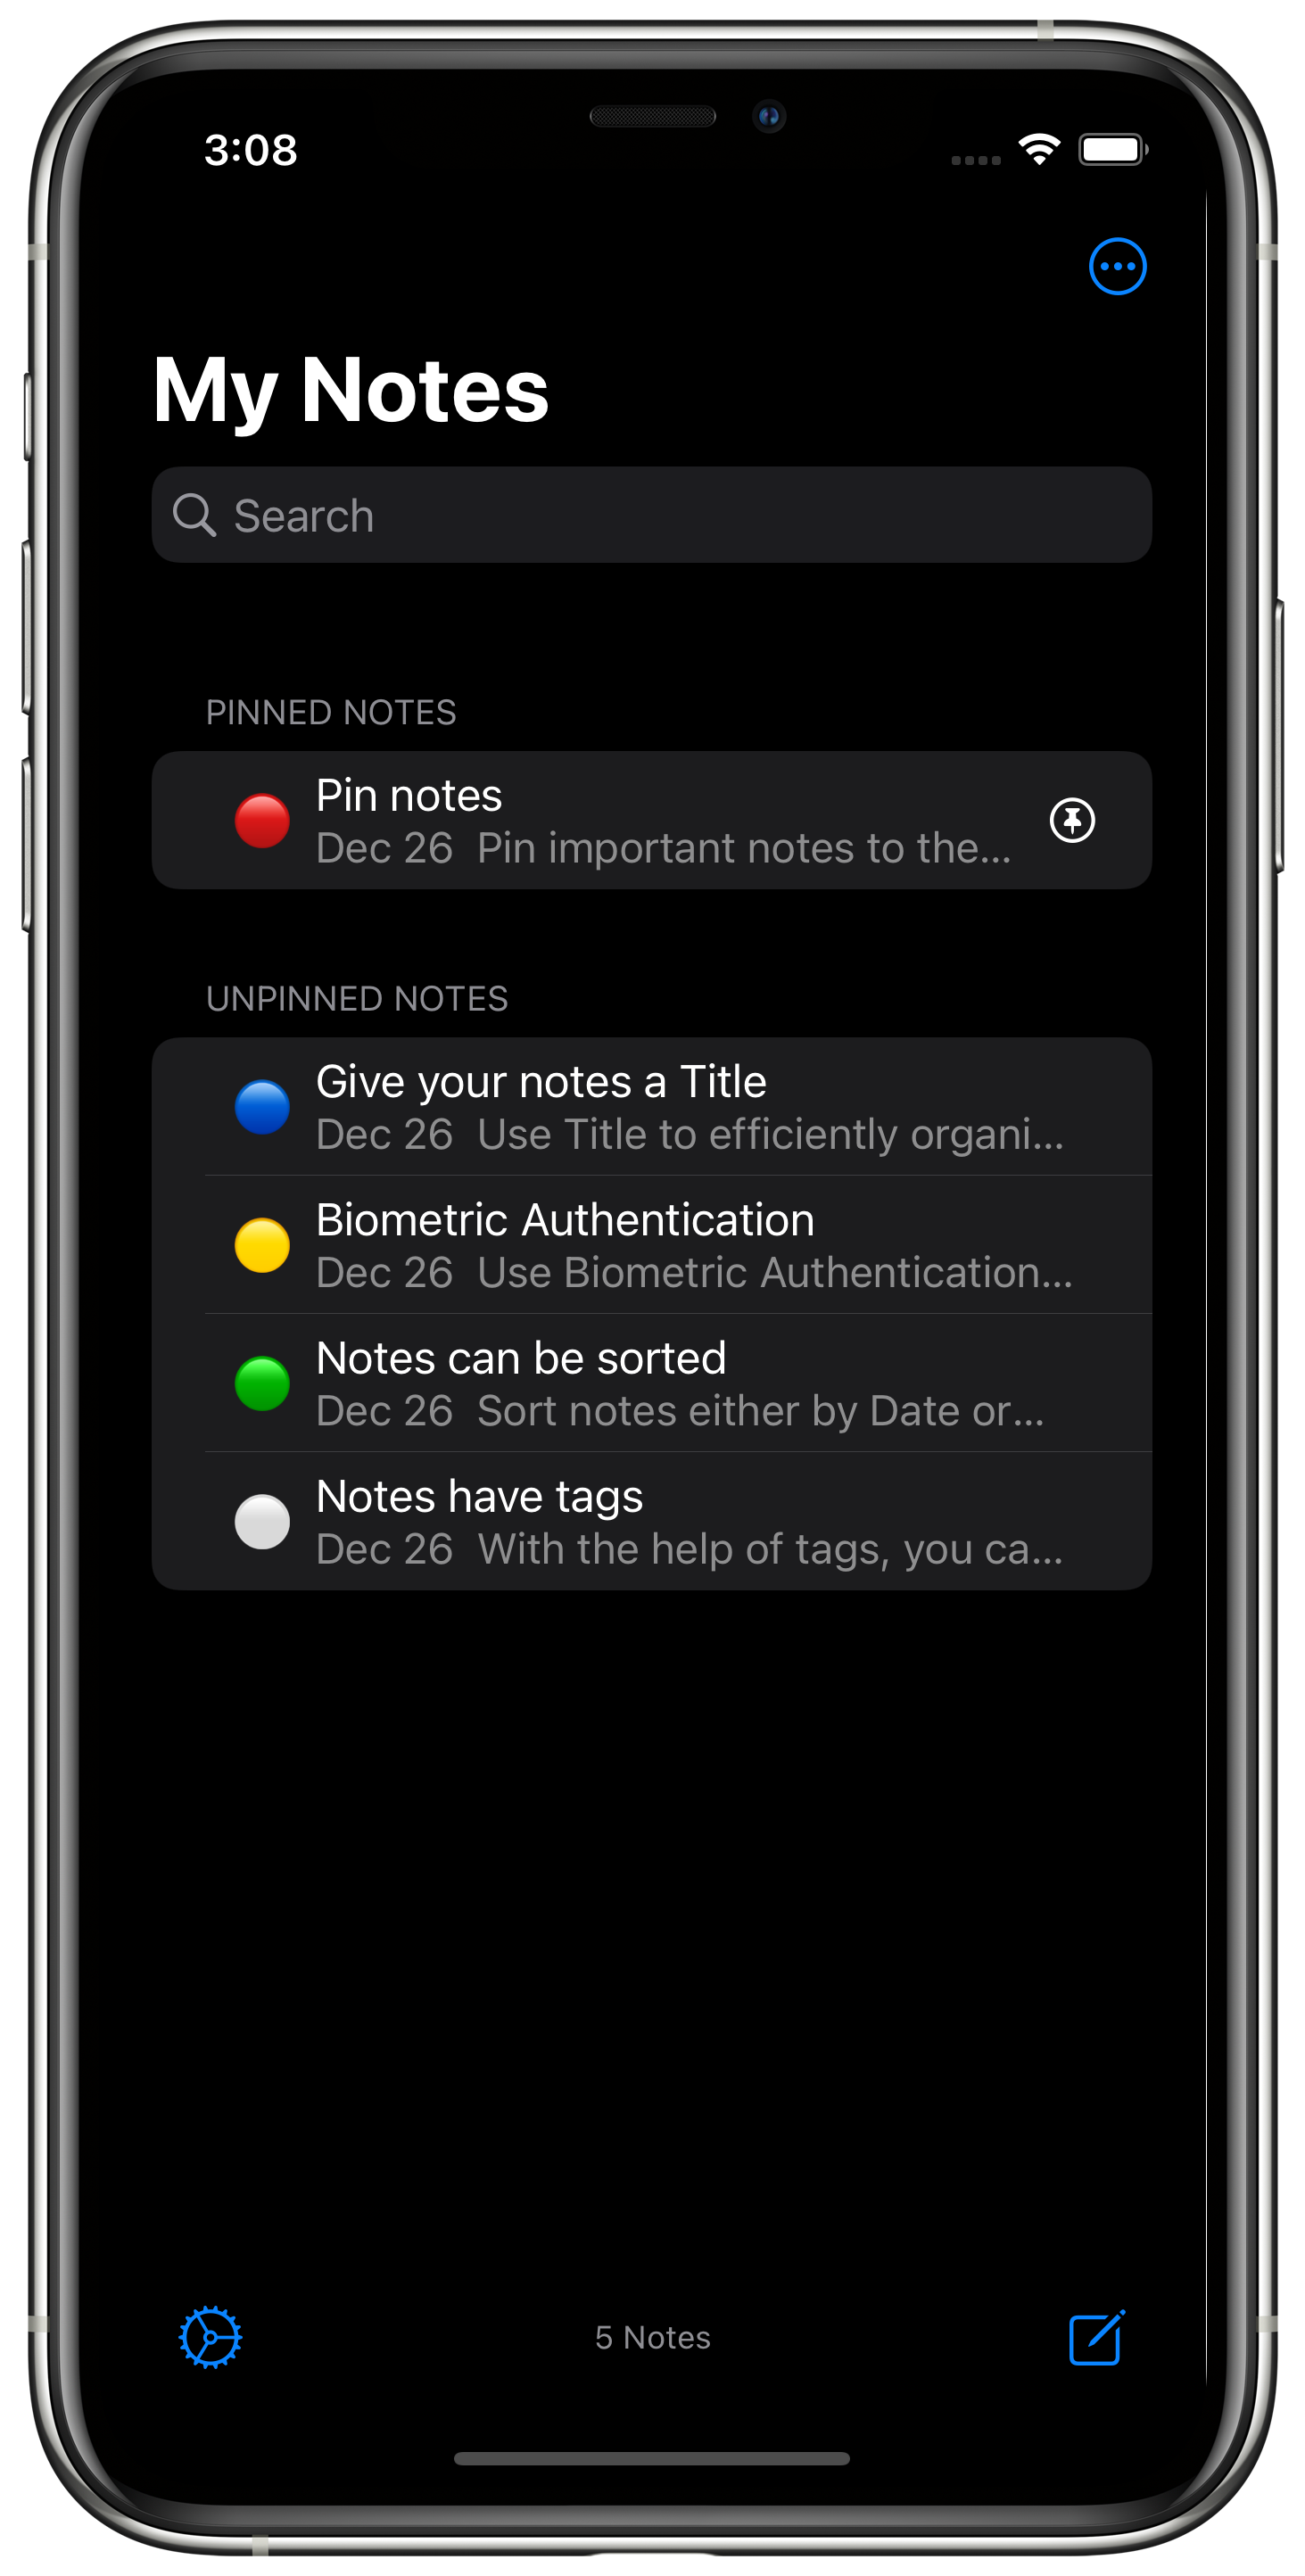 3:08
My Notes
Search
PINNED NOTES
Pin notes
Dec 26 Pin important notes to the...
UNPINNED NOTES
Give your notes a Title
Dec 26 Use Title to efficiently organi...
Biometric Authentication
Dec 26 Use Biometric Authentication...
Notes can be sorted
Dec 26 Sort notes either by Date or...
Notes have tags
Dec 26 With the help of tags, you ca...
5 Notes